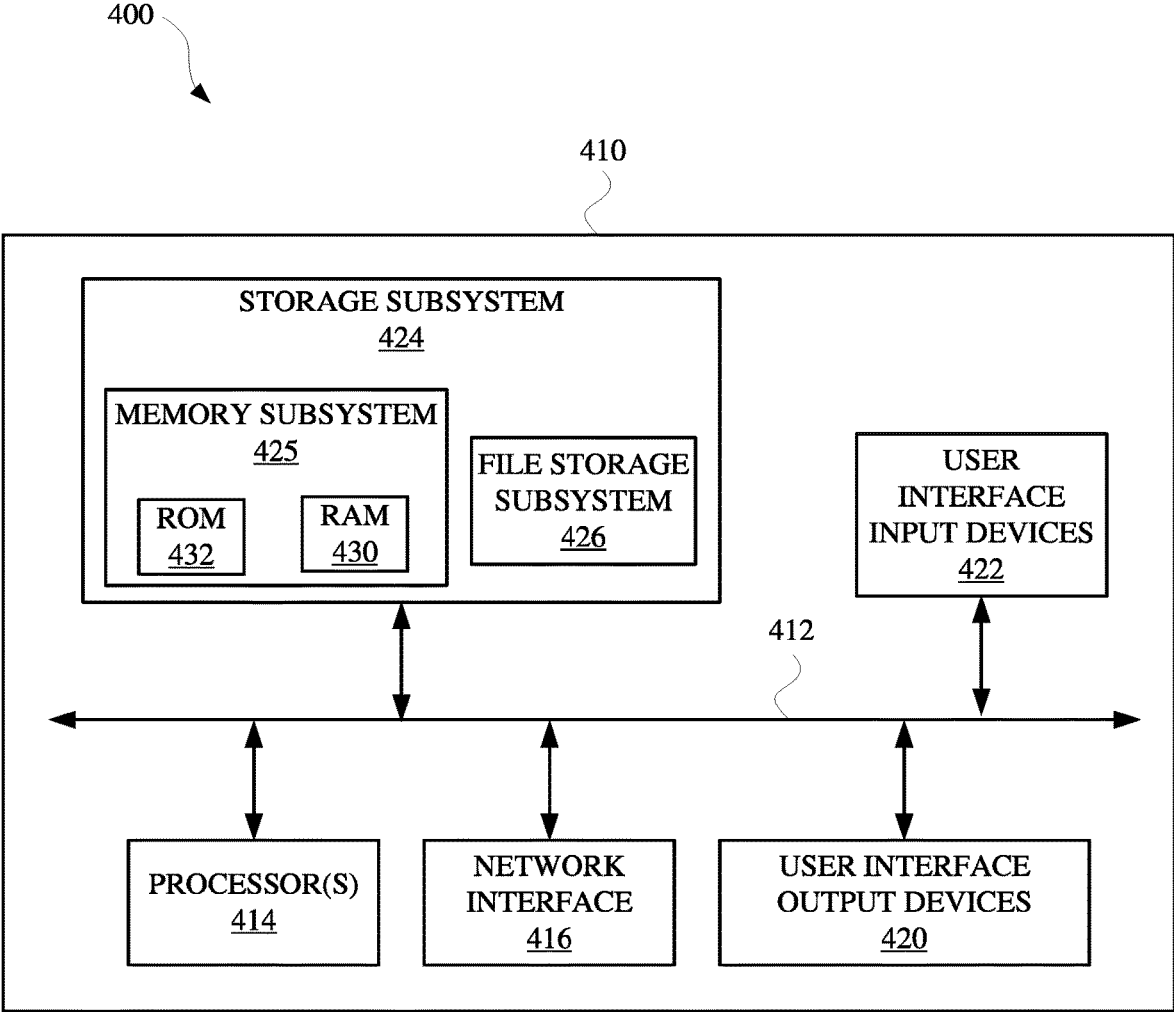 400
410
STORAGE SUBSYSTEM
424
MEMORY SUBSYSTEM
425
ROM
432
RAM
430
FILE STORAGE
SUBSYSTEM
426
USER
INTERFACE
INPUT DEVICES
422
412
PROCESSOR(S)
414
NETWORK
INTERFACE
416
USER INTERFACE
OUTPUT DEVICES
420